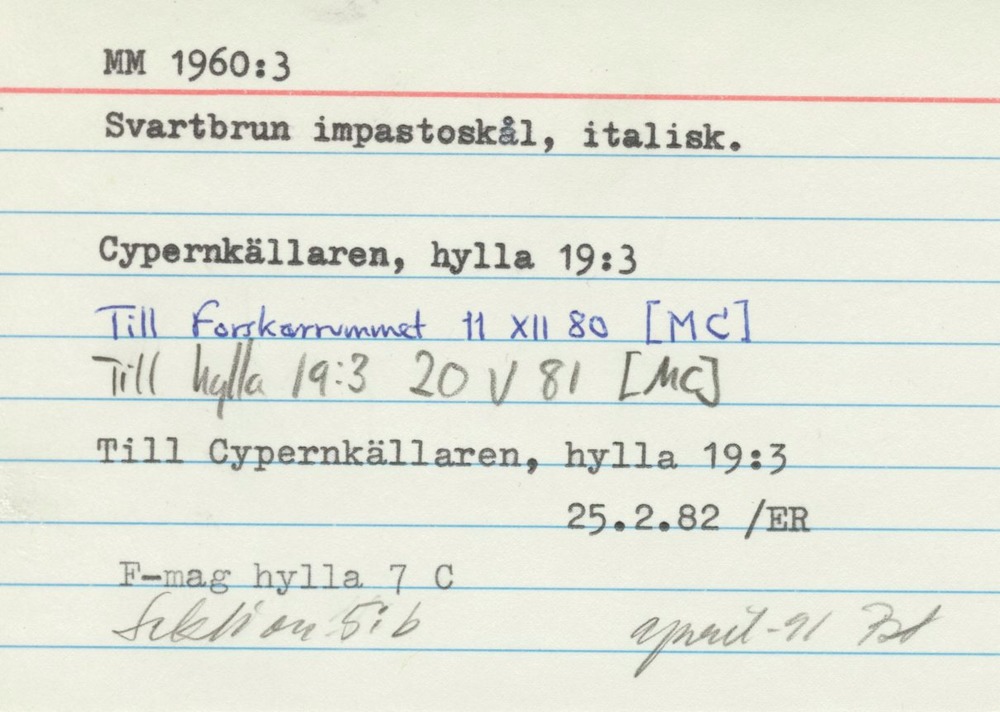 MM 1960:3
Svartbrun impastoskål, italisk.
Cypernkällaren, hylla 19:3
Till Forskarrummet 11 XII 80 [MC]
Till hylla 19:3 20 V 81 [MC]
Till Cypernkällaren, hylla 19:3
25.2.82 /ER
F-mag hylla 7 C
Sektion 5:b april-91